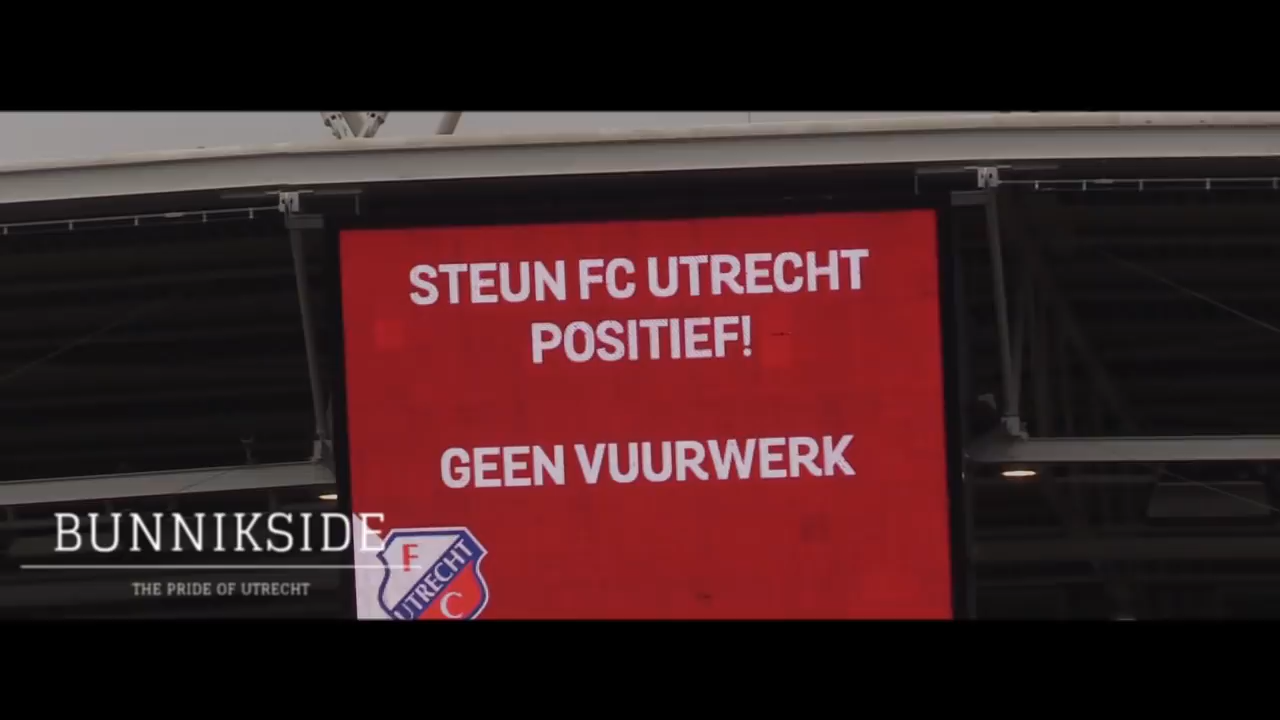 STEUN FC UTRECHT
POSITIEF!
GEEN VUURWERK
BUNNIKSIDE
THE PRIDE OF UTRECHT
F
UTRECHT
C